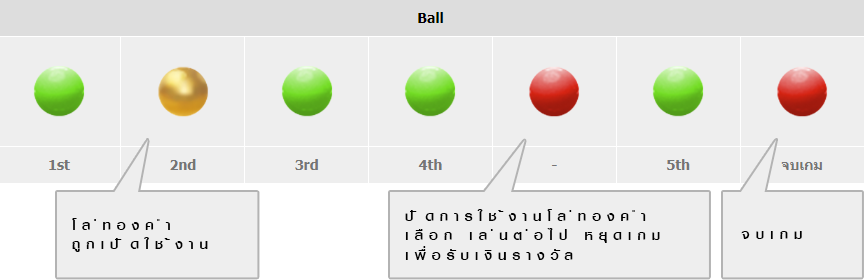 Ball
1st 2nd 3rd 4th - 5th จบเกม
โล่ทองคำ
ถูกเปิดใช้งาน
ปิดการใช้งานโล่ทองคำ
เลือก เล่นต่อไป หยุดเกม
เพื่อรับเงินรางวัล
จบเกม